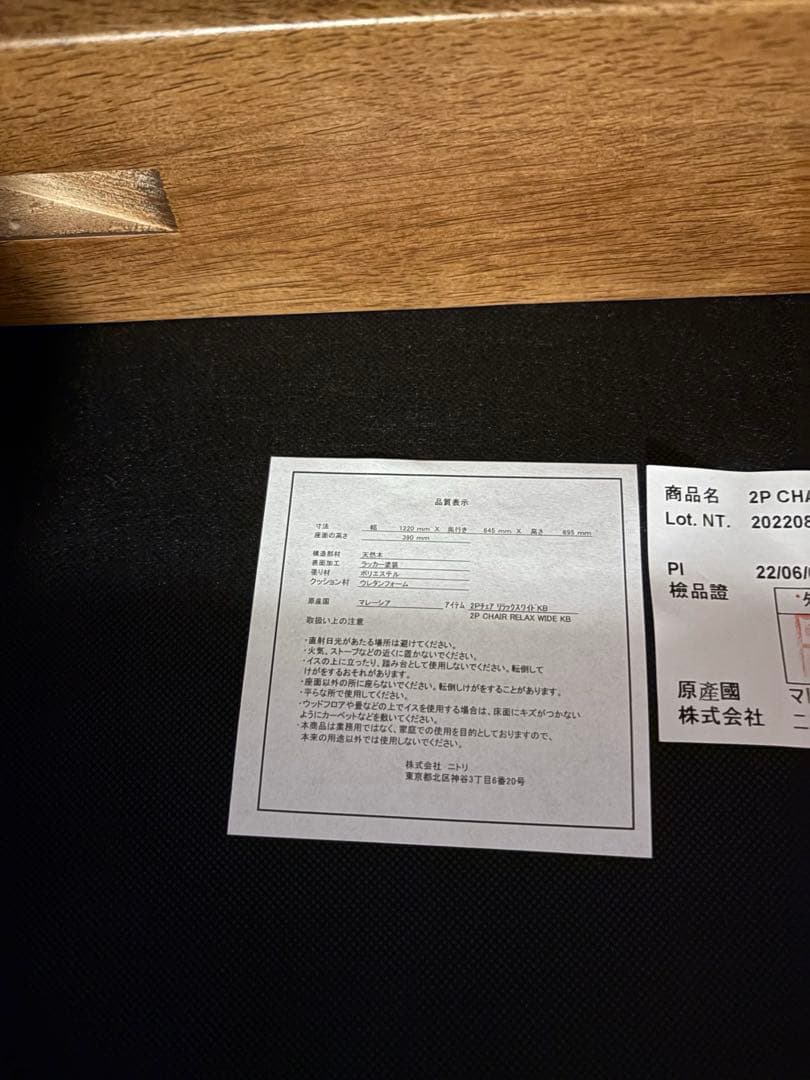 品質表示
寸法 幅 1220 mm X 奥行き 645 mm X 高さ 695 mm
座面の高さ 390 mm
構造部材 天然木
表面加工 ラッカー塗装
張り材 ポリエステル
クッション材 ウレタンフォーム
原産国 マレーシア アイテム 2Pチェア リラックスワイドKB
2P CHAIR RELAX WIDE KB
取扱い上の注意
・直射日光があたる場所は避けてください。
・火気、ストーブなどの近くに置かないでください。
・イスの上に立ったり、踏み台として使用しないでください。転倒して
けがをするおそれがあります。
・座面以外の所に座らないでください。転倒しけがをすることがあります。
・平らな所で使用してください。
・ウッドフロアや畳などの上でイスを使用する場合は、床面にキズがつかない
ようにカーペットなどを敷いてください。
・本商品は業務用ではなく、家庭での使用を目的としておりますので、
本来の用途以外では使用しないでください。
株式会社 ニトリ
東京都北区神谷3丁目6番20号
商品名 2P CHA
Lot. NT. 202208
PI 22/06/
檢品證
原產國 マ
株式会社 ニ